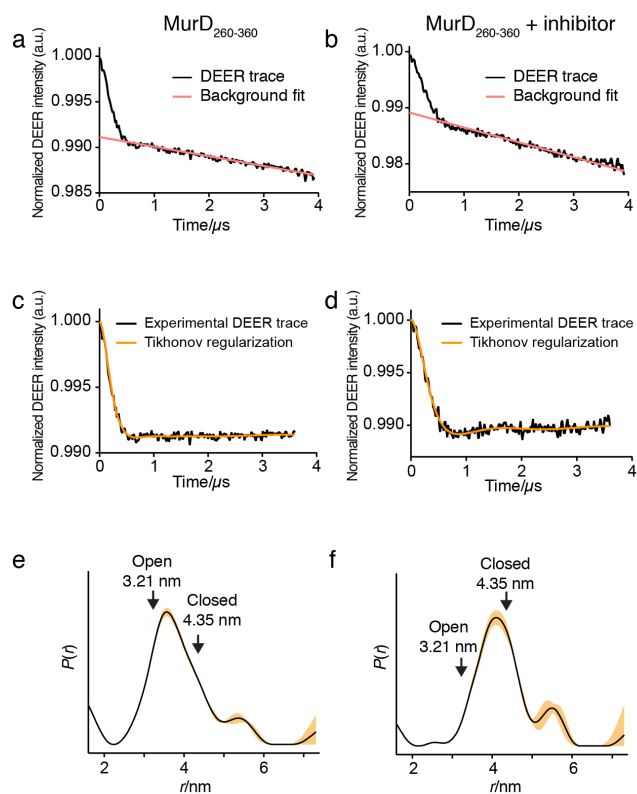 MurD260-360
MurD260-360 + inhibitor
a
Normalized DEER intensity (a.u.)
1.000
0.995
0.990
0.985
DEER trace
Background fit
0
1
2
3
4
Time/μs
b
Normalized DEER intensity (a.u.)
1.00
0.99
0.98
DEER trace
Background fit
0
1
2
3
4
Time/μs
c
Normalized DEER intensity (a.u.)
1.000
0.995
0.990
Experimental DEER trace
Tikhonov regularization
0
1
2
3
4
Time/μs
d
Normalized DEER intensity (a.u.)
1.000
0.995
0.990
Experimental DEER trace
Tikhonov regularization
0
1
2
3
4
Time/μs
e
Open
3.21 nm
Closed
4.35 nm
P(r)
2
4
6
r/nm
f
Closed
4.35 nm
Open
3.21 nm
P(r)
2
4
6
r/nm